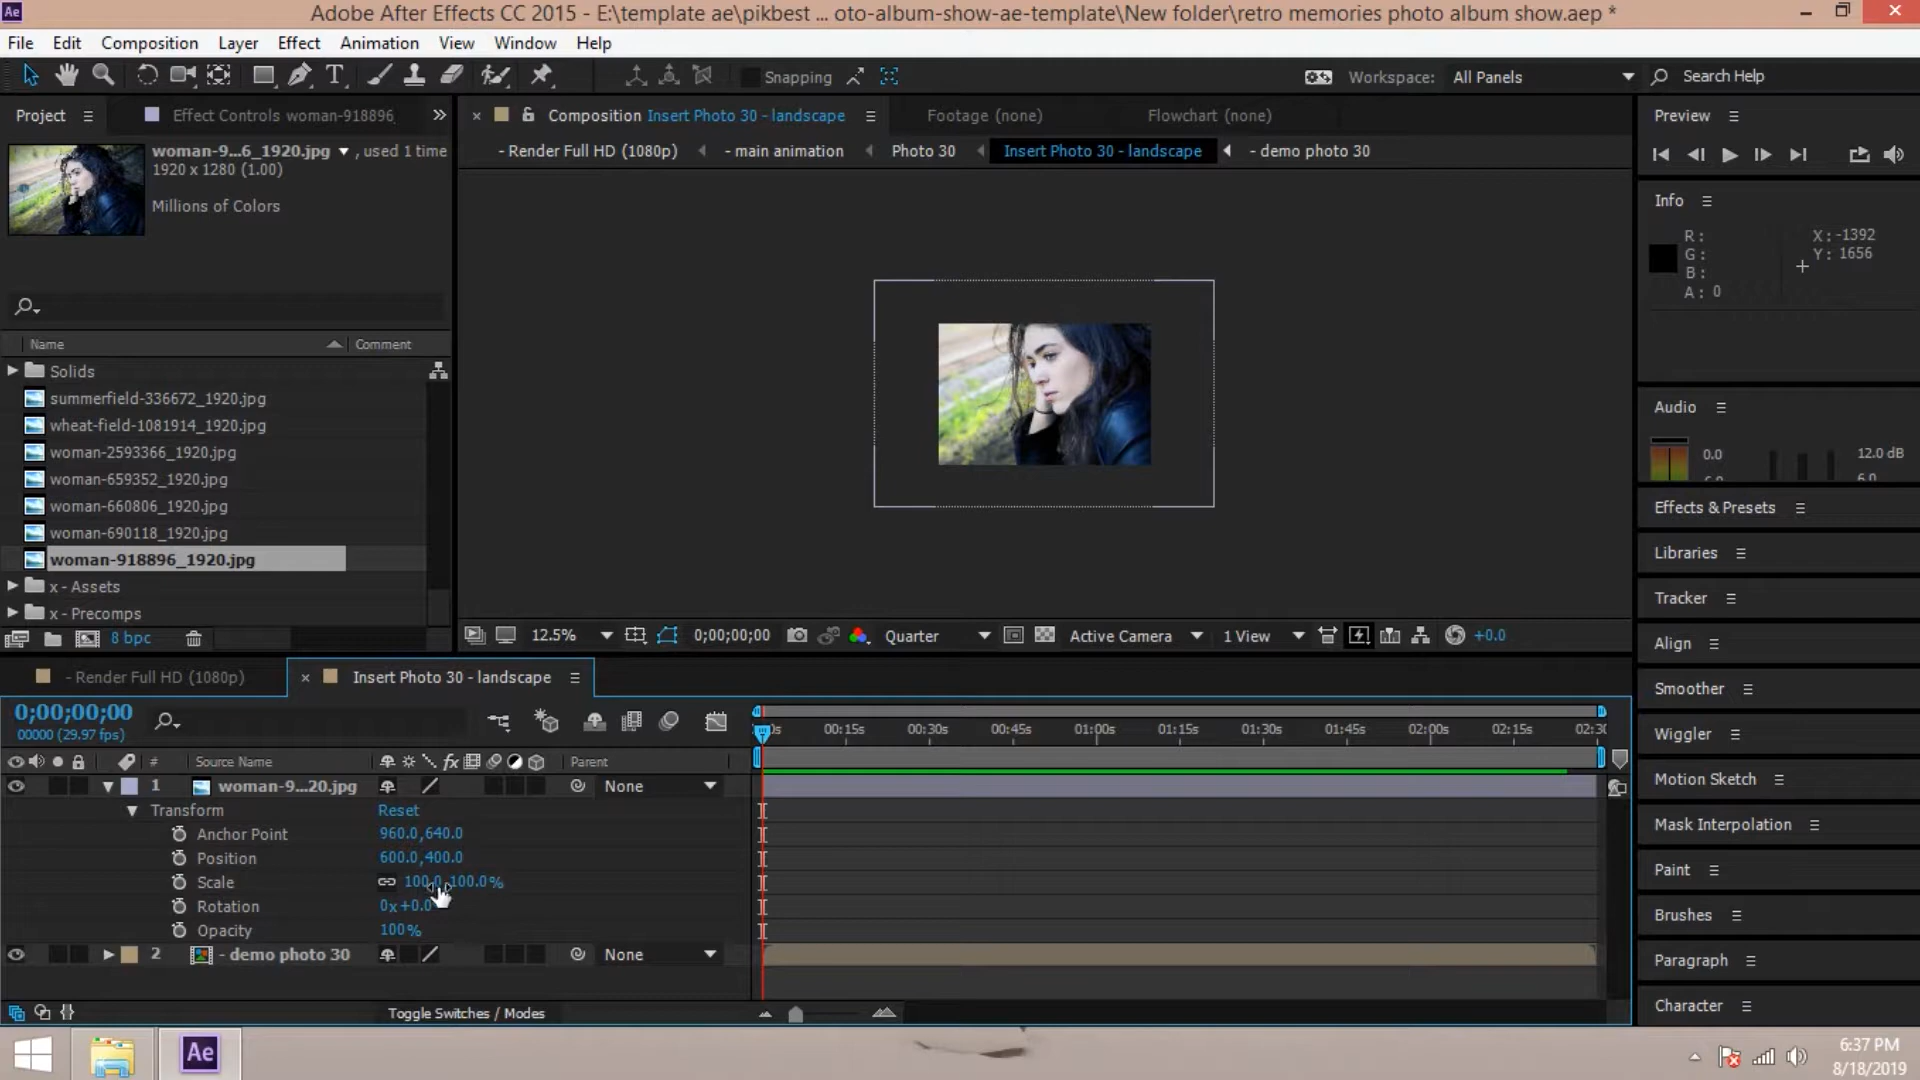 Adobe After Effects CC 2015 - E:\template ae\pikbest ... oto-album-show-ae-template\New folder\retro memories photo album show.aep *
File Edit Composition Layer Effect Animation View Window Help
Snapping
Workspace: All Panels
Search Help
Project
Effect Controls woman-918896
Composition Insert Photo 30 - landscape
Footage (none)
Flowchart (none)
- Render Full HD (1080p)
- main animation
Photo 30
Insert Photo 30 - landscape
- demo photo 30
woman-9...6_1920.jpg , used 1 time
1920 x 1280 (1.00)
Millions of Colors
Name Comment
Solids
summerfield-336672_1920.jpg
wheat-field-1081914_1920.jpg
woman-2593366_1920.jpg
woman-659352_1920.jpg
woman-660806_1920.jpg
woman-690118_1920.jpg
woman-918896_1920.jpg
x - Assets
x - Precomps
8 bpc
12.5% 0;00;00;00 Quarter Active Camera 1 View +0.0
Preview
Info
R:
G:
B:
A: 0
X: -1392
Y: 1656
Audio
0.0 12.0 dB
Effects & Presets
Libraries
Tracker
Align
Smoother
Wiggler
Motion Sketch
Mask Interpolation
Paint
Brushes
Paragraph
Character
- Render Full HD (1080p)
Insert Photo 30 - landscape
0;00;00;00
00000 (29.97 fps)
00:15s 00:30s 00:45s 01:00s 01:15s 01:30s 01:45s 02:00s 02:15s
# Source Name Parent
1 woman-9...20.jpg None
Transform Reset
Anchor Point 960.0,640.0
Position 600.0,400.0
Scale 100.0,100.0%
Rotation 0x+0.0
Opacity 100%
2 - demo photo 30 None
Toggle Switches / Modes
Ae
6:37 PM
8/18/2019